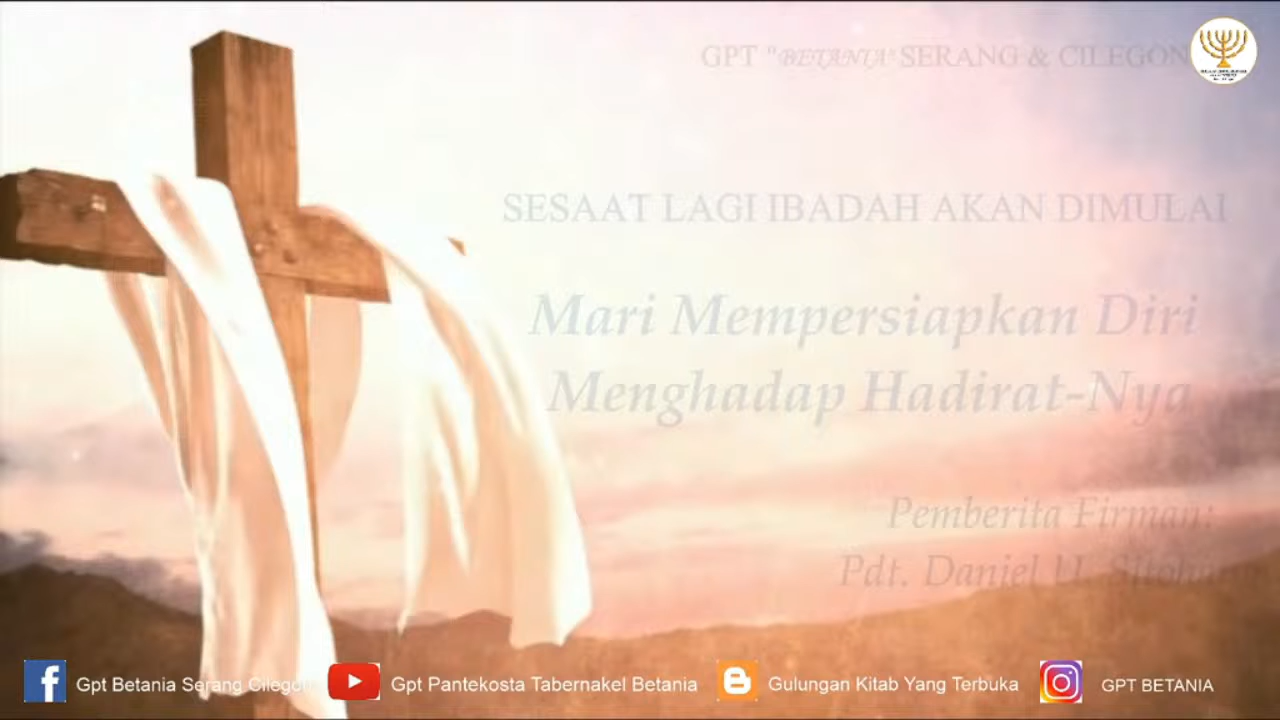 GPT "BETANIA" SERANG & CILEGON
SESAAT LAGI IBADAH AKAN DIMULAI
Mari Mempersiapkan Diri
Menghadap Hadirat-Nya
Pemberita Firman:
Pdt. Daniel U. Sitohang
Gpt Betania Serang Cilegon
Gpt Pantekosta Tabernakel Betania
Gulungan Kitab Yang Terbuka
GPT BETANIA